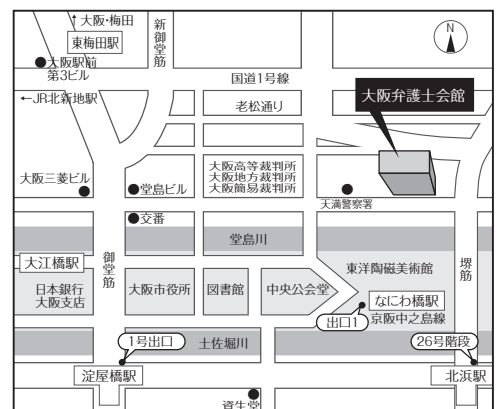 ↑大阪・梅田
東梅田駅
新御堂筋
N
大阪駅前
第3ビル
国道1号線
←JR北新地駅
老松通り
大阪弁護士会館
大阪高等裁判所
大阪地方裁判所
大阪簡易裁判所
大阪三菱ビル
堂島ビル
天満警察署
交番
堂島川
大江橋駅
御堂筋
東洋陶磁美術館
堺筋
日本銀行
大阪支店
大阪市役所
図書館
中央公会堂
なにわ橋駅
京阪中之島線
出口1
1号出口
土佐堀川
26号階段
淀屋橋駅
北浜駅
資生堂